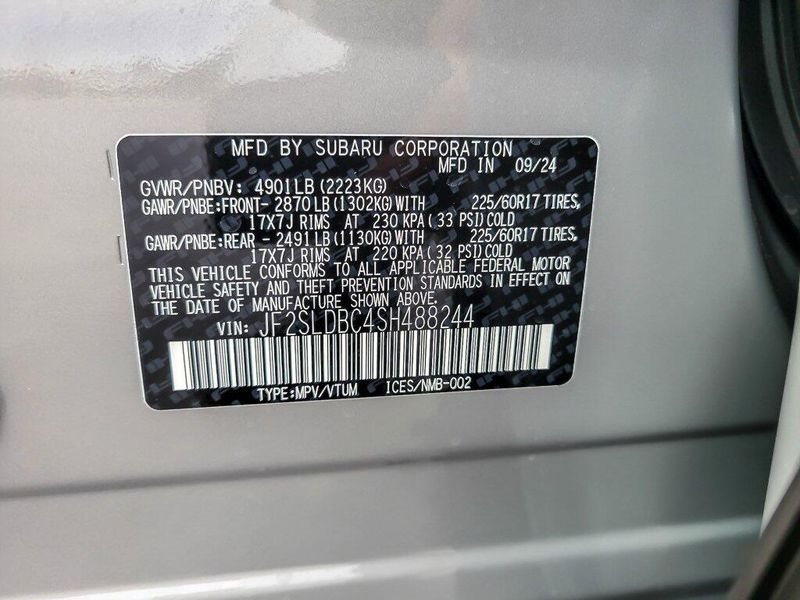 MFD BY SUBARU CORPORATION
MFD IN 09/24
GVWR/PNBV: 4901LB(2223KG)
GAWR/PNBE:FRONT- 2870LB(1302KG)WITH 225/60R17 TIRES,
17X7J RIMS AT 230 KPA(33 PSI)COLD
GAWR/PNBE:REAR - 2491LB(1130KG)WITH 225/60R17 TIRES,
17X7J RIMS AT 220 KPA(32 PSI)COLD
THIS VEHICLE CONFORMS TO ALL APPLICABLE FEDERAL MOTOR
VEHICLE SAFETY AND THEFT PREVENTION STANDARDS IN EFFECT ON
THE DATE OF MANUFACTURE SHOWN ABOVE.
VIN: JF2SLDBC4SH488244
TYPE:MPV/VTUM ICES/NMB-002